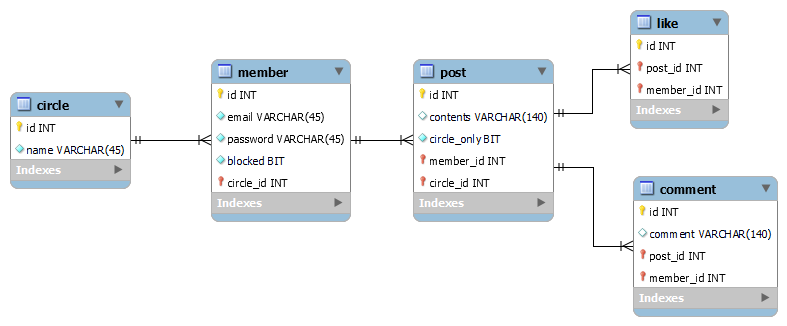 circle
id INT
name VARCHAR(45)
Indexes
member
id INT
email VARCHAR(45)
password VARCHAR(45)
blocked BIT
circle_id INT
Indexes
post
id INT
contents VARCHAR(140)
circle_only BIT
member_id INT
circle_id INT
Indexes
like
id INT
post_id INT
member_id INT
Indexes
comment
id INT
comment VARCHAR(140)
post_id INT
member_id INT
Indexes